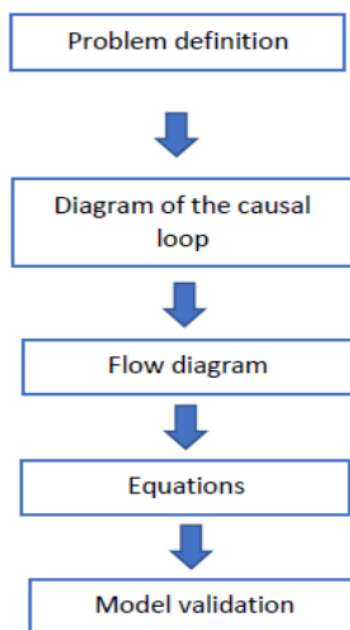 Problem definition
Diagram of the causal
loop
Flow diagram
Equations
Model validation